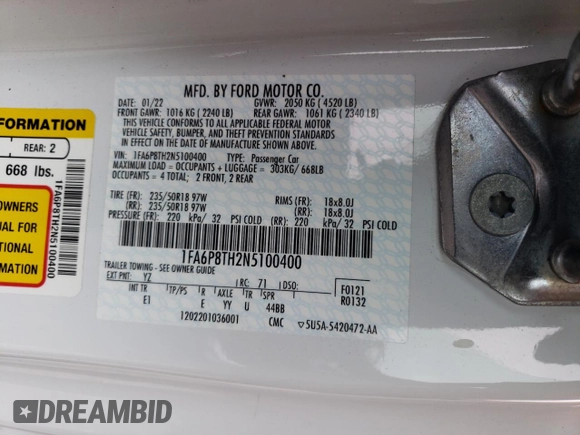 MFD. BY FORD MOTOR CO.
DATE: 01/22 GVWR: 2050 KG ( 4520 LB)
FRONT GAWR: 1016 KG ( 2240 LB) REAR GAWR: 1061 KG ( 2340 LB)
THIS VEHICLE CONFORMS TO ALL APPLICABLE FEDERAL MOTOR
VEHICLE SAFETY, BUMPER, AND THEFT PREVENTION STANDARDS
IN EFFECT ON THE DATE OF MANUFACTURE SHOWN ABOVE.
VIN: 1FA6P8TH2N5100400 TYPE: Passenger Car
MAXIMUM LOAD = OCCUPANTS + LUGGAGE = 303KG/ 668LB
OCCUPANTS = 4 TOTAL; 2 FRONT, 2 REAR
TIRE (FR): 235/50R18 97W RIMS (FR): 18x8.0J
(RR): 235/50R18 97W (RR): 18x8.0J
PRESSURE (FR): 220 kPa/ 32 PSI COLD (RR): 220 kPa/ 32 PSI COLD
1FA6P8TH2N5100400
TRAILER TOWING - SEE OWNER GUIDE
EXT PNT: YZ RC: 71 DSO: F0121
INT TR TP/PS R AXLE TR SPR R0132
E1 E YY U 44BB
1202201036001 CMC 5U5A-5420472-AA
FORMATION
REAR: 2
668 lbs.
OWNERS
UAL FOR
TIONAL
RMATION
1FA6P8TH2N5100400
DREAMBID